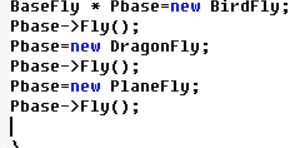 BaseFly * Pbase=new BirdFly;
Pbase->Fly();
Pbase=new DragonFly;
Pbase->Fly();
Pbase=new PlaneFly;
Pbase->Fly();
}